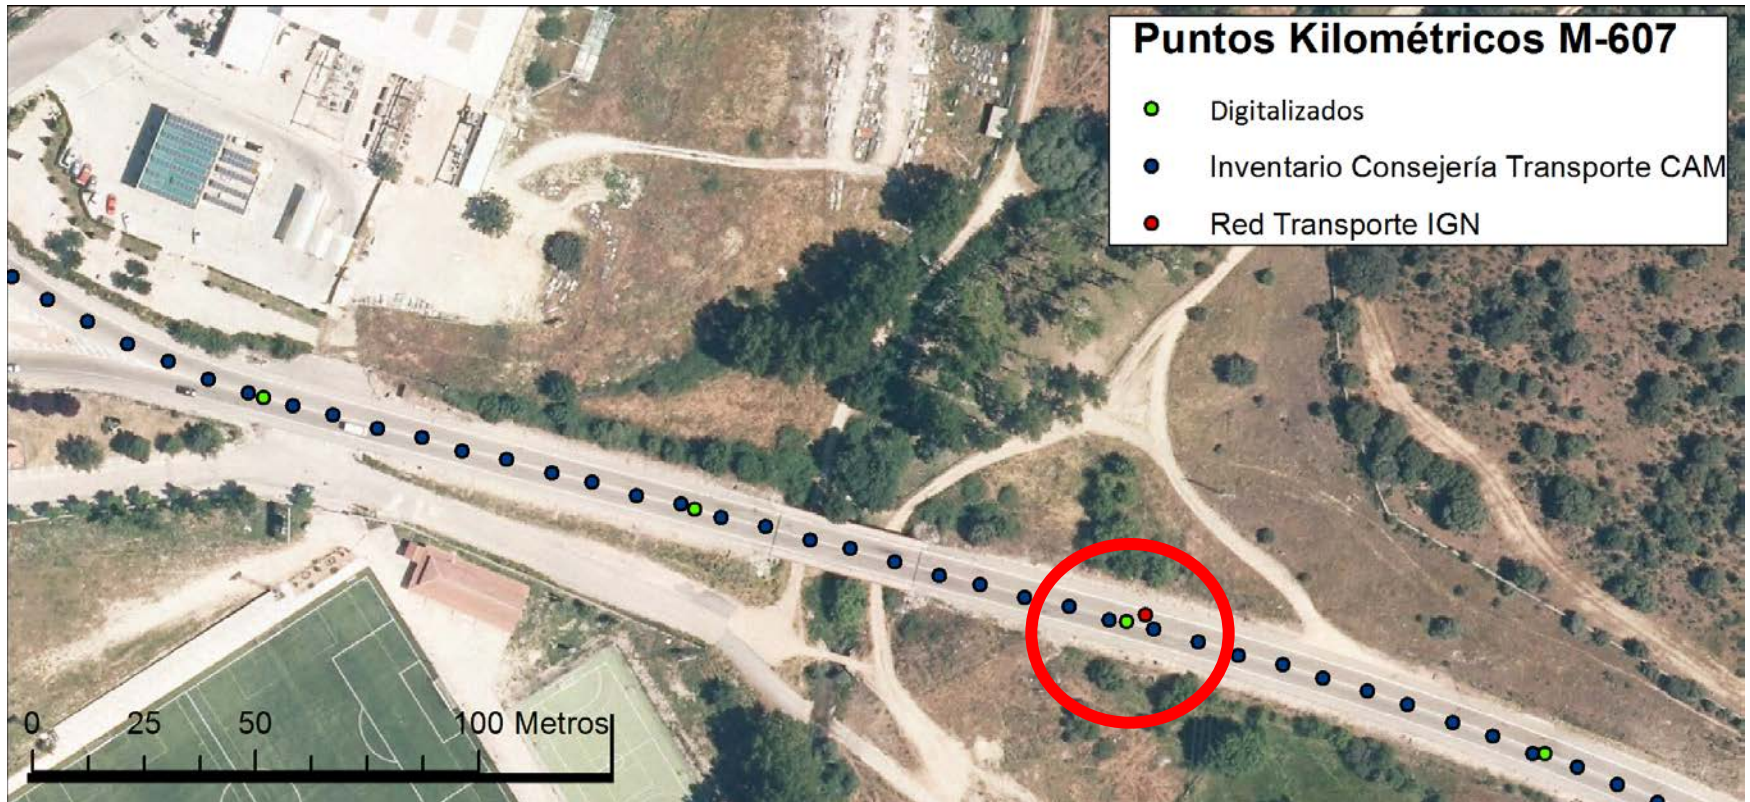 Puntos Kilométricos M-607
Digitalizados
Inventario Consejería Transporte CAM
Red Transporte IGN
0 25 50 100 Metros